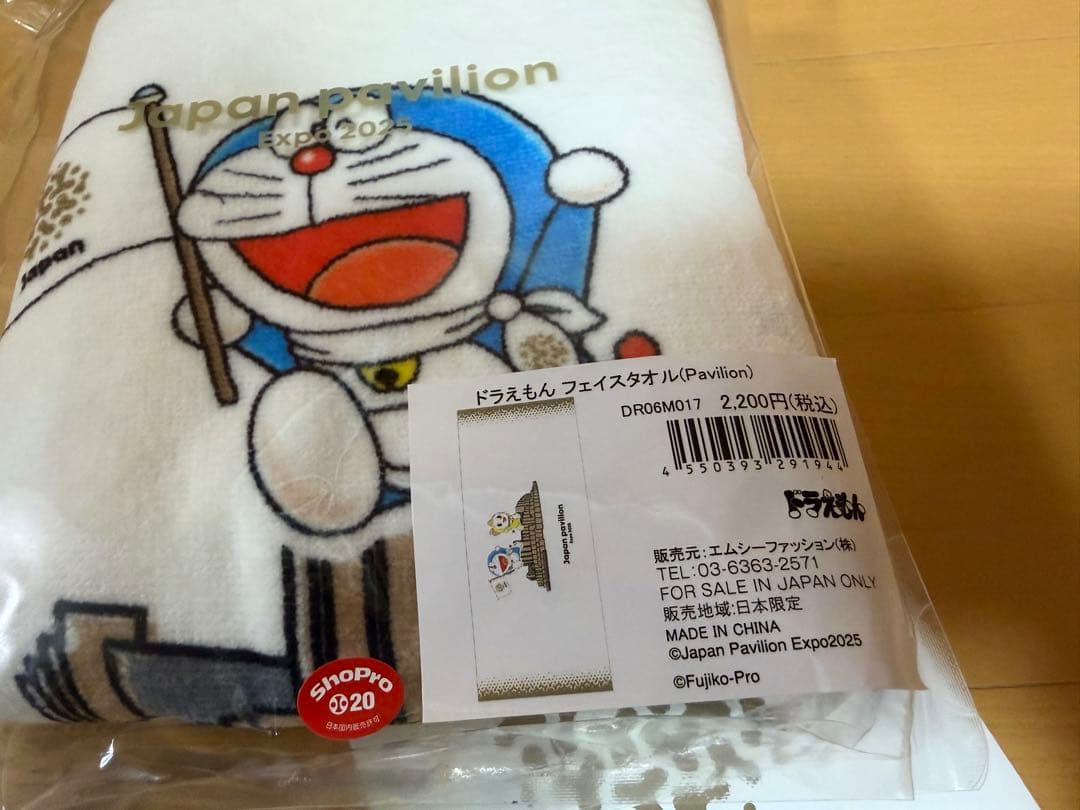 Japan pavilion
Expo 2025
Japan
ドラえもん フェイスタオル(Pavilion)
DR06M017 2,200円(税込)
4 550393 291944
Japan pavilion
Expo 2025
ドラえもん
販売元:エムシーファッション(株)
TEL:03-6363-2571
FOR SALE IN JAPAN ONLY
販売地域:日本限定
MADE IN CHINA
©Japan Pavilion Expo2025
©Fujiko-Pro
ShoPro
20
日本国内販売許可